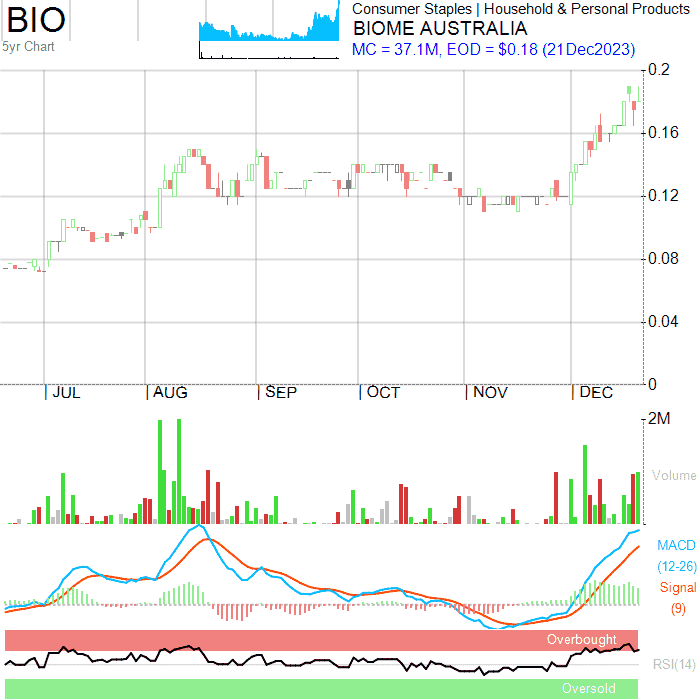 BIO
5yr Chart
Consumer Staples | Household & Personal Products
BIOME AUSTRALIA
MC = 37.1M, EOD = $0.18 (21Dec2023)
0.2
0.16
0.12
0.08
0.04
0
| JUL | AUG | SEP | OCT | NOV | DEC
2M
Volume
MACD
(12-26)
Signal
(9)
Overbought
RSI(14)
Oversold